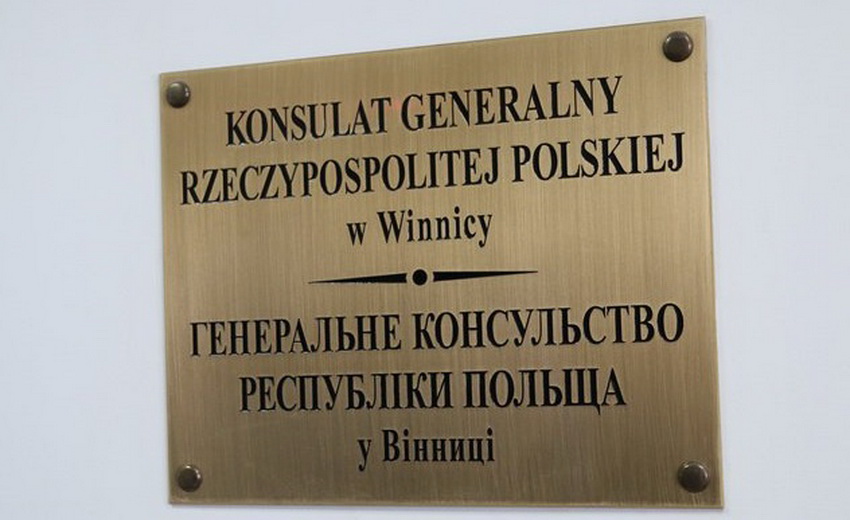 KONSULAT GENERALNY
RZECZYPOSPOLITEJ POLSKIEJ
w Winnicy
ГЕНЕРАЛЬНЕ КОНСУЛЬСТВО
РЕСПУБЛІКИ ПОЛЬЩА
у Вінниці